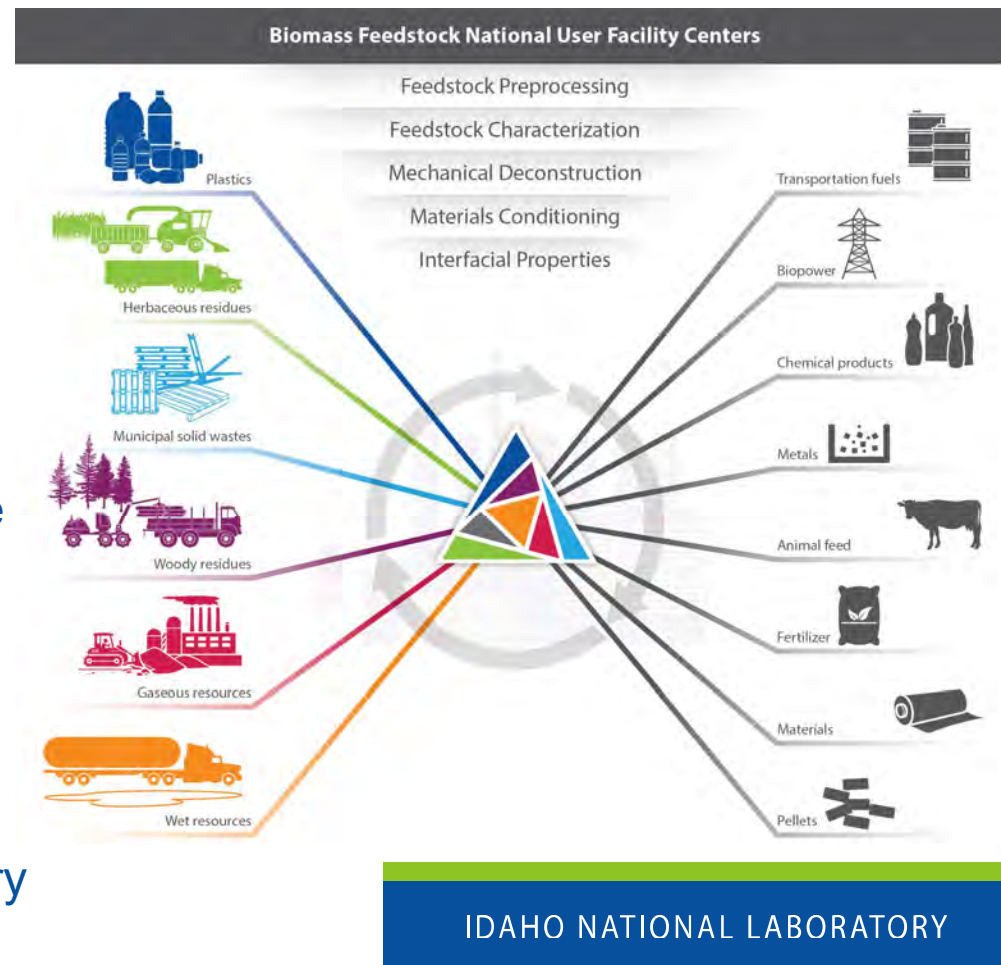 Biomass Feedstock National User Facility Centers
Feedstock Preprocessing
Feedstock Characterization
Mechanical Deconstruction
Materials Conditioning
Interfacial Properties
Plastics
Herbaceous residues
Municipal solid wastes
Woody residues
Gaseous resources
Wet resources
Transportation fuels
Biopower
Chemical products
Metals
Animal feed
Fertilizer
Materials
Pellets
e
ry
IDAHO NATIONAL LABORATORY